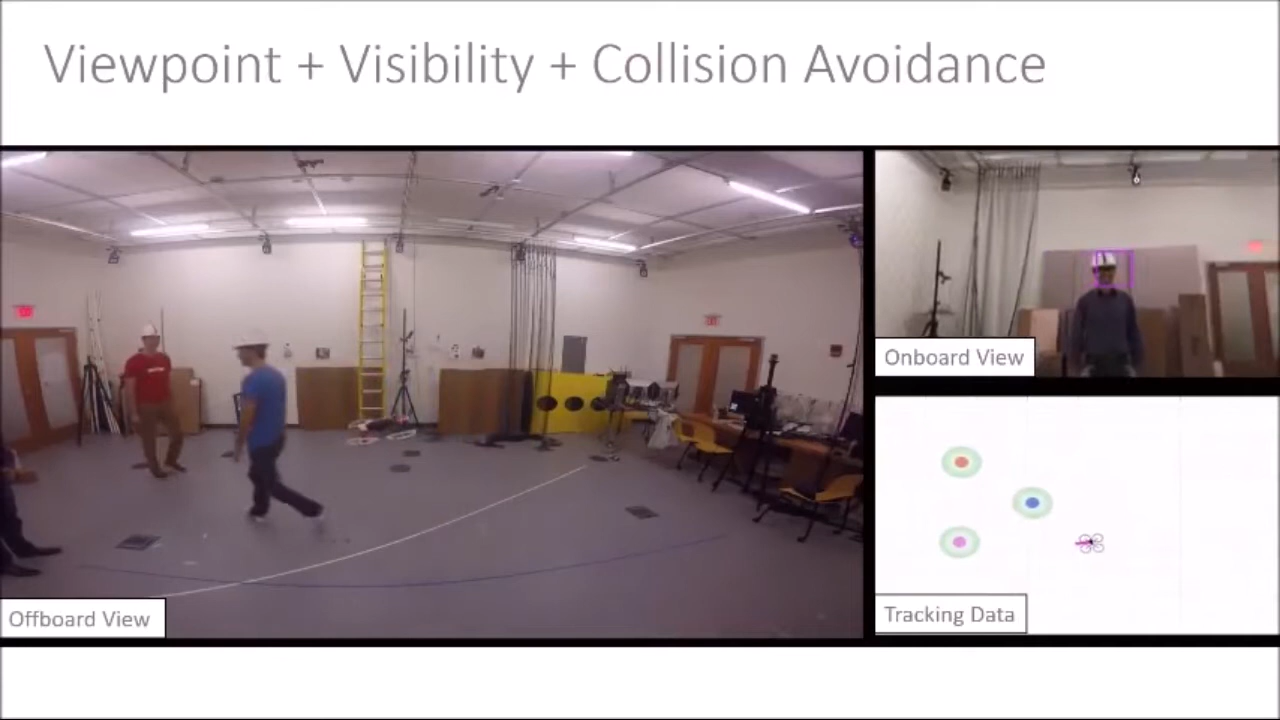 Viewpoint + Visibility + Collision Avoidance
Onboard View
Offboard View
Tracking Data